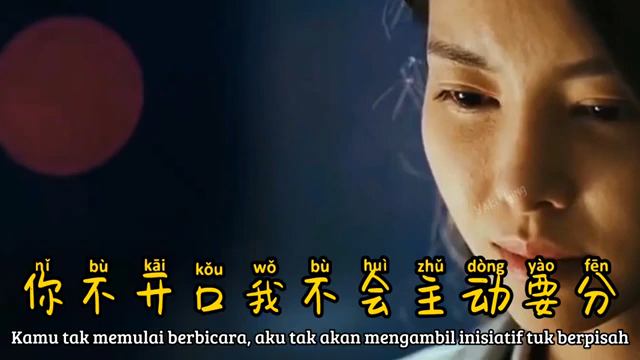 nǐ bù kāi kǒu wǒ bù huì zhǔ dòng yào fēn
你不开口我不会主动要分
Kamu tak memulai berbicara, aku tak akan mengambil inisiatif tuk berpisah